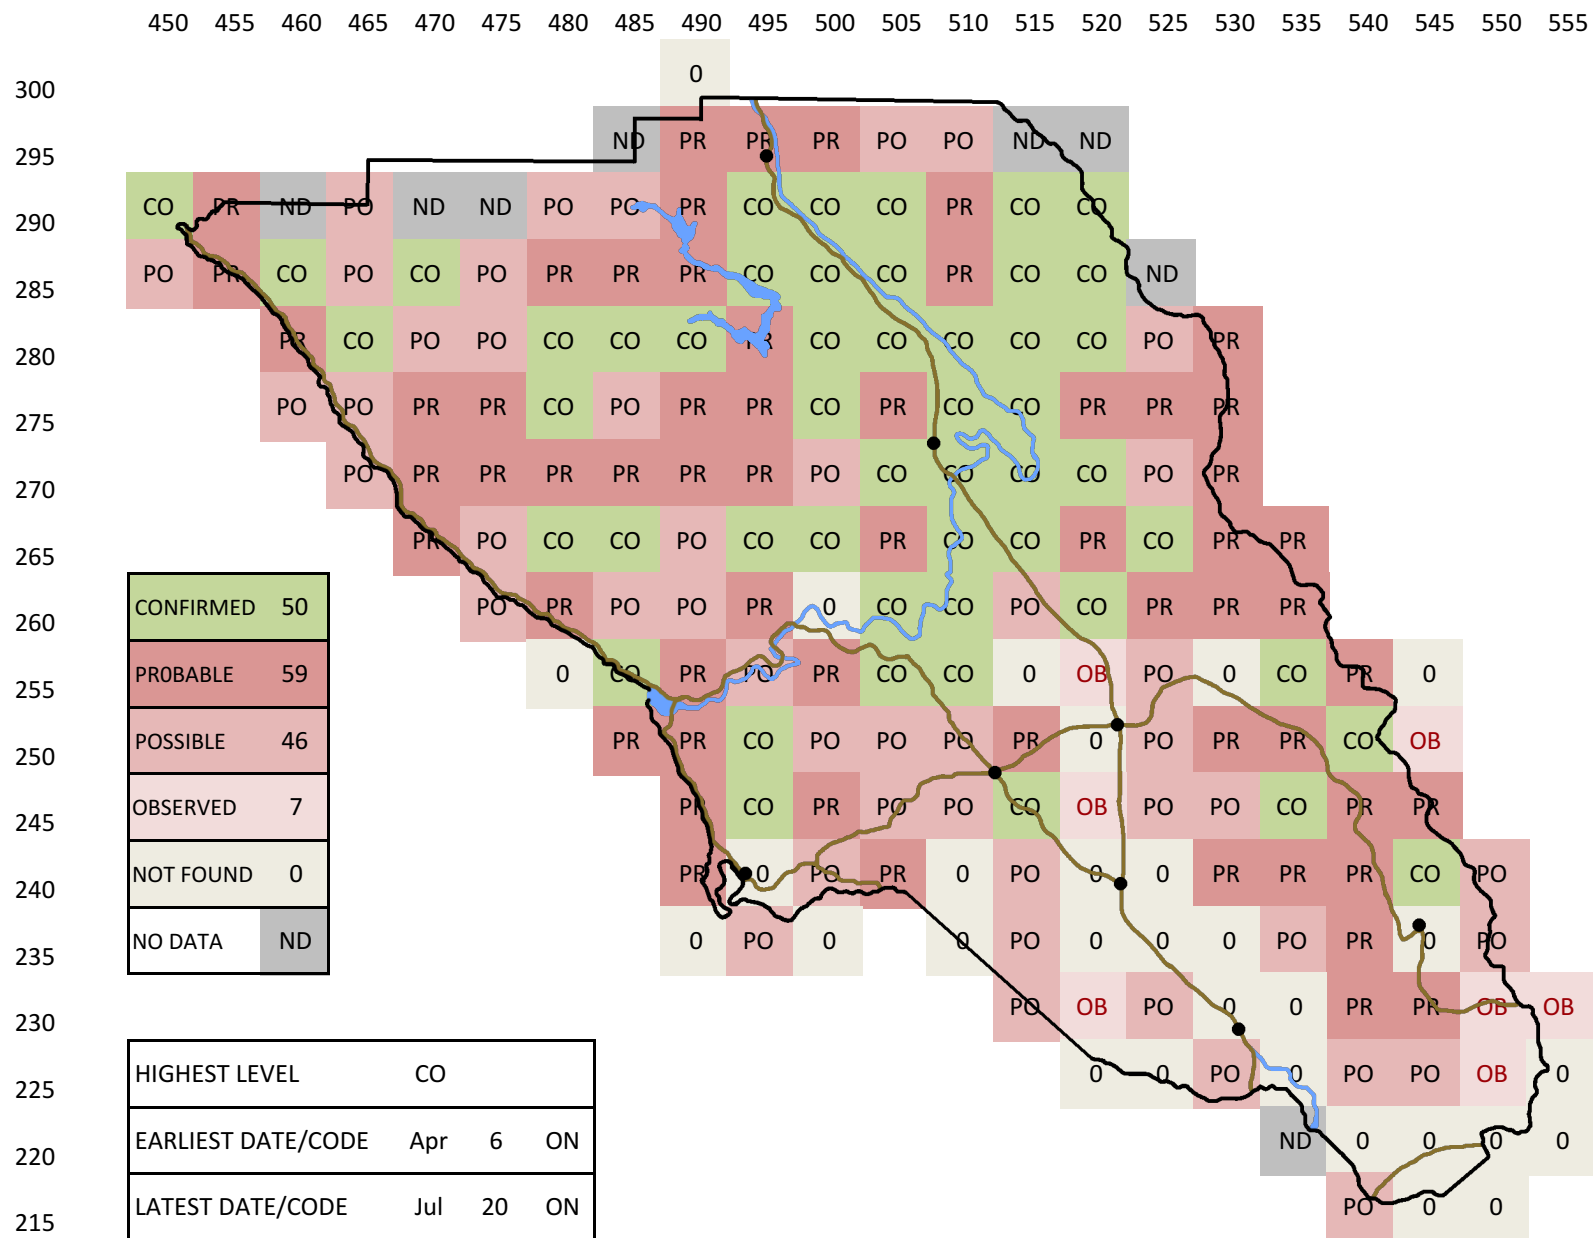 450 455 460 465 470 475 480 485 490 495 500 505 510 515 520 525 530 535 540 545 550 555
0
300
ND PR PR PR PO PO ND ND
295
CO PR ND PO ND ND PO PO PR CO CO CO PR CO CO
290
PO PR CO PO CO PO PR PR PR CO CO CO PR CO CO ND
285
PR CO PO PO CO CO CO PR CO CO CO CO CO PO PR
280
PO PO PR PR CO PO PR PR CO PR CO CO PR PR PR
275
PO PR PR PR PR PR PR PO CO CO CO CO PO PR
270
PR PO CO CO PO CO CO PR CO CO PR CO PR PR
265
PO PR PO PO PR 0 CO CO PO CO PR PR PR
260
0 CO PR PO PR CO CO 0 OB PO 0 CO PR 0
255
PR PR CO PO PO PO PR 0 PO PR PR CO OB
250
PR CO PR PO PO CO OB PO PO CO PR PR
245
PR 0 PO PR 0 PO 0 0 PR PR PR CO PO
240
0 PO 0 0 PO 0 0 0 PO PR 0 PO
235
PO OB PO 0 0 PR PR OB OB
230
0 0 PO 0 PO PO OB 0
225
ND 0 0 0 0
220
PO 0 0
215
CONFIRMED 50
PR0BABLE 59
POSSIBLE 46
OBSERVED 7
NOT FOUND 0
NO DATA ND
HIGHEST LEVEL CO
EARLIEST DATE/CODE Apr 6 ON
LATEST DATE/CODE Jul 20 ON